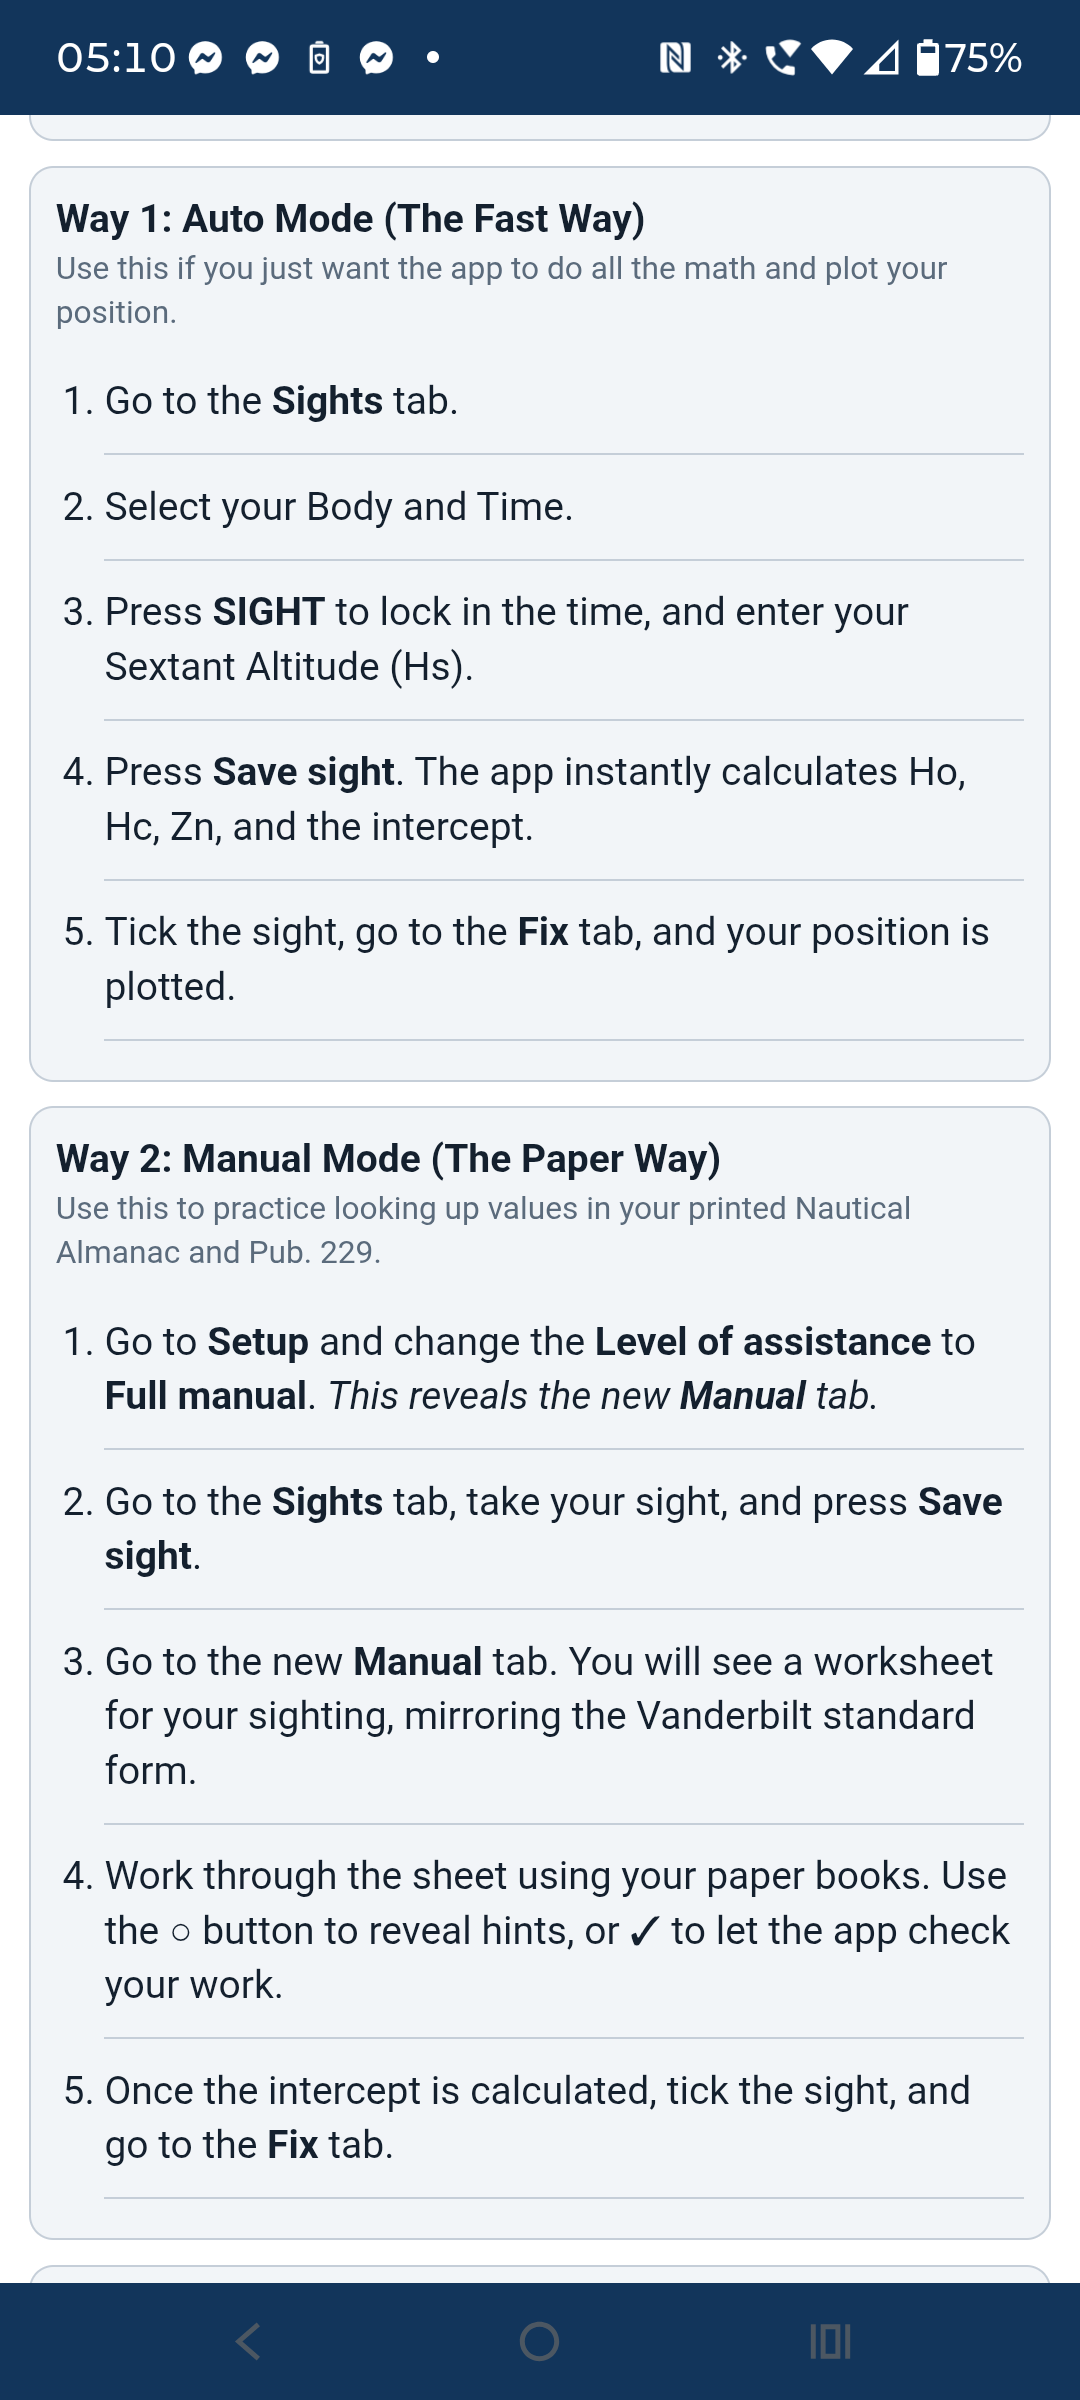 05:10 75%
Way 1: Auto Mode (The Fast Way)
Use this if you just want the app to do all the math and plot your
position.
1. Go to the Sights tab.
2. Select your Body and Time.
3. Press SIGHT to lock in the time, and enter your
Sextant Altitude (Hs).
4. Press Save sight. The app instantly calculates Ho,
Hc, Zn, and the intercept.
5. Tick the sight, go to the Fix tab, and your position is
plotted.
Way 2: Manual Mode (The Paper Way)
Use this to practice looking up values in your printed Nautical
Almanac and Pub. 229.
1. Go to Setup and change the Level of assistance to
Full manual. This reveals the new Manual tab.
2. Go to the Sights tab, take your sight, and press Save
sight.
3. Go to the new Manual tab. You will see a worksheet
for your sighting, mirroring the Vanderbilt standard
form.
4. Work through the sheet using your paper books. Use
the ○ button to reveal hints, or ✓ to let the app check
your work.
5. Once the intercept is calculated, tick the sight, and
go to the Fix tab.